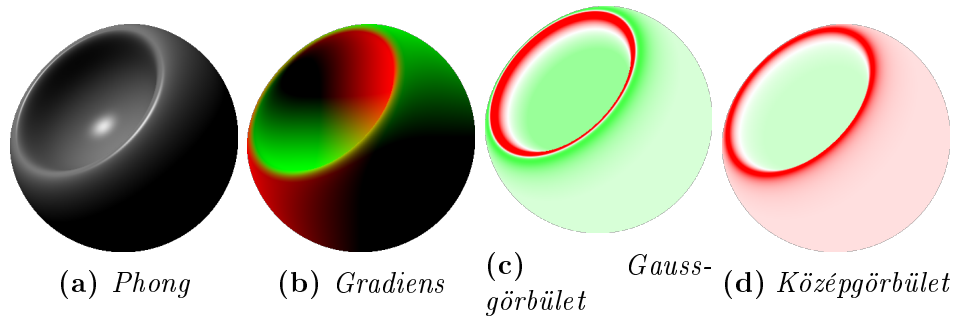 (a) Phong
(b) Gradiens
(c) Gauss-
görbület
(d) Középgörbület